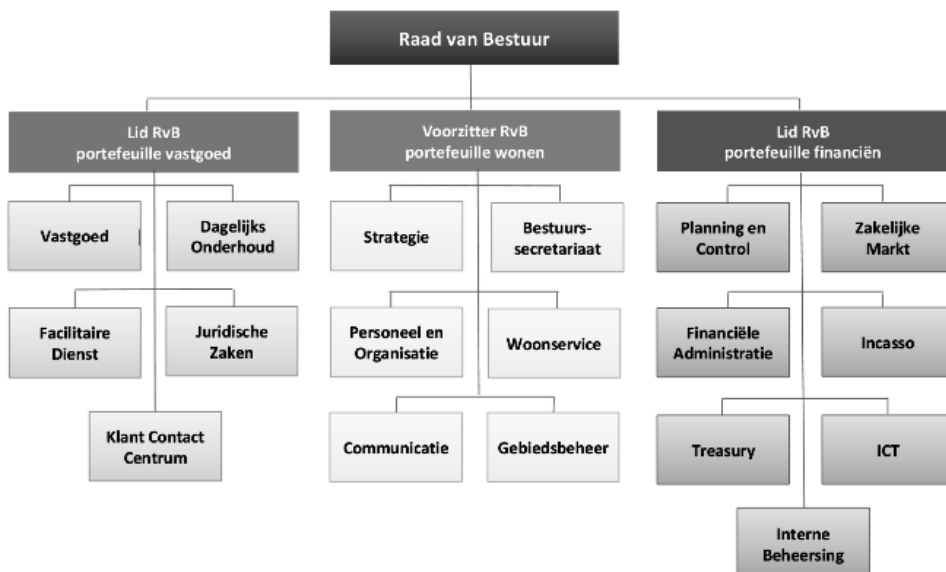 Raad van Bestuur
Lid RvB
portefeuille vastgoed
Voorzitter RvB
portefeuille wonen
Lid RvB
portefeuille financiën
Vastgoed
Dagelijks
Onderhoud
Strategie
Bestuurs-
secretariaat
Planning en
Control
Zakelijke
Markt
Facilitaire
Dienst
Juridische
Zaken
Personeel en
Organisatie
Woonservice
Financiële
Administratie
Incasso
Klant Contact
Centrum
Communicatie
Gebiedsbeheer
Treasury
ICT
Interne
Beheersing